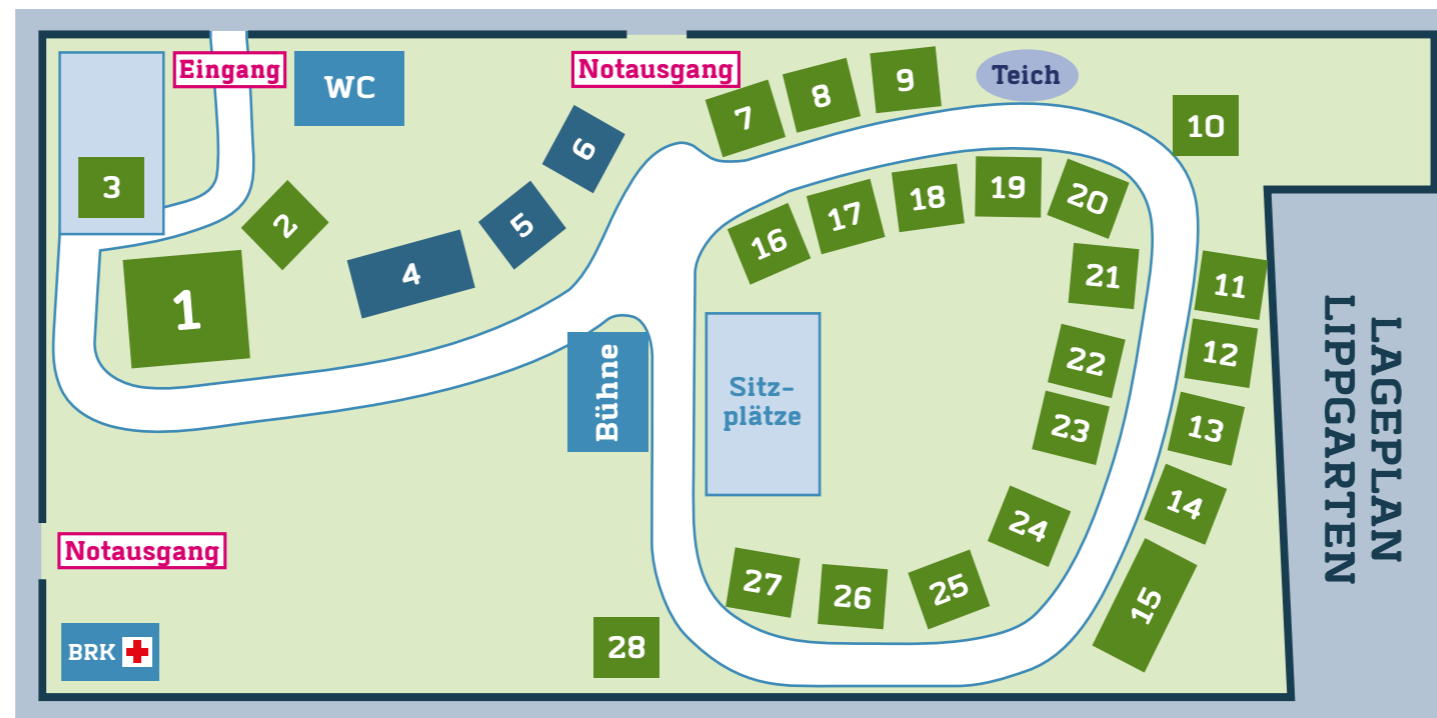 Eingang
WC
Notausgang
Teich
3
2
1
4
5
6
7
8
9
10
16
17
18
19
20
21
11
22
12
23
13
24
14
15
25
26
27
28
Bühne
Sitz-
plätze
Notausgang
BRK
LAGEPLAN
LIPPGARTEN